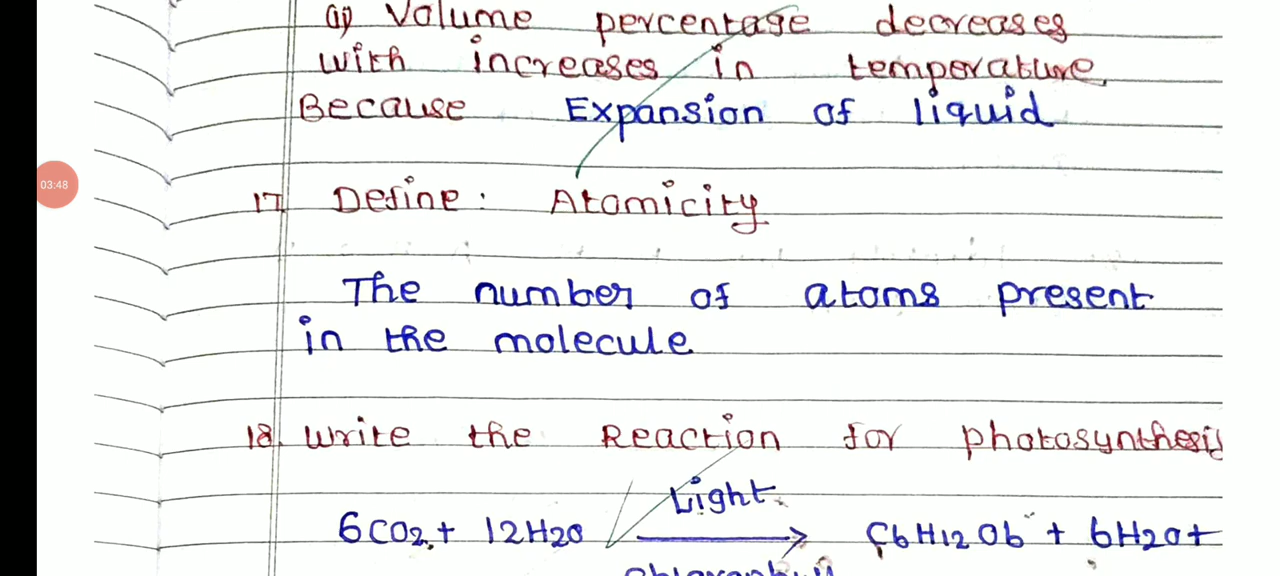 a) Volume percentage decreases
with increases in temperature,
Because Expansion of liquid
03:48
17. Define: Atomicity
The number of atoms present
in the molecule
18. Write the Reaction for photosynthesis
Light
6CO2 + 12H2O → C6H12O6 + 6H2O +
Chlorophyll